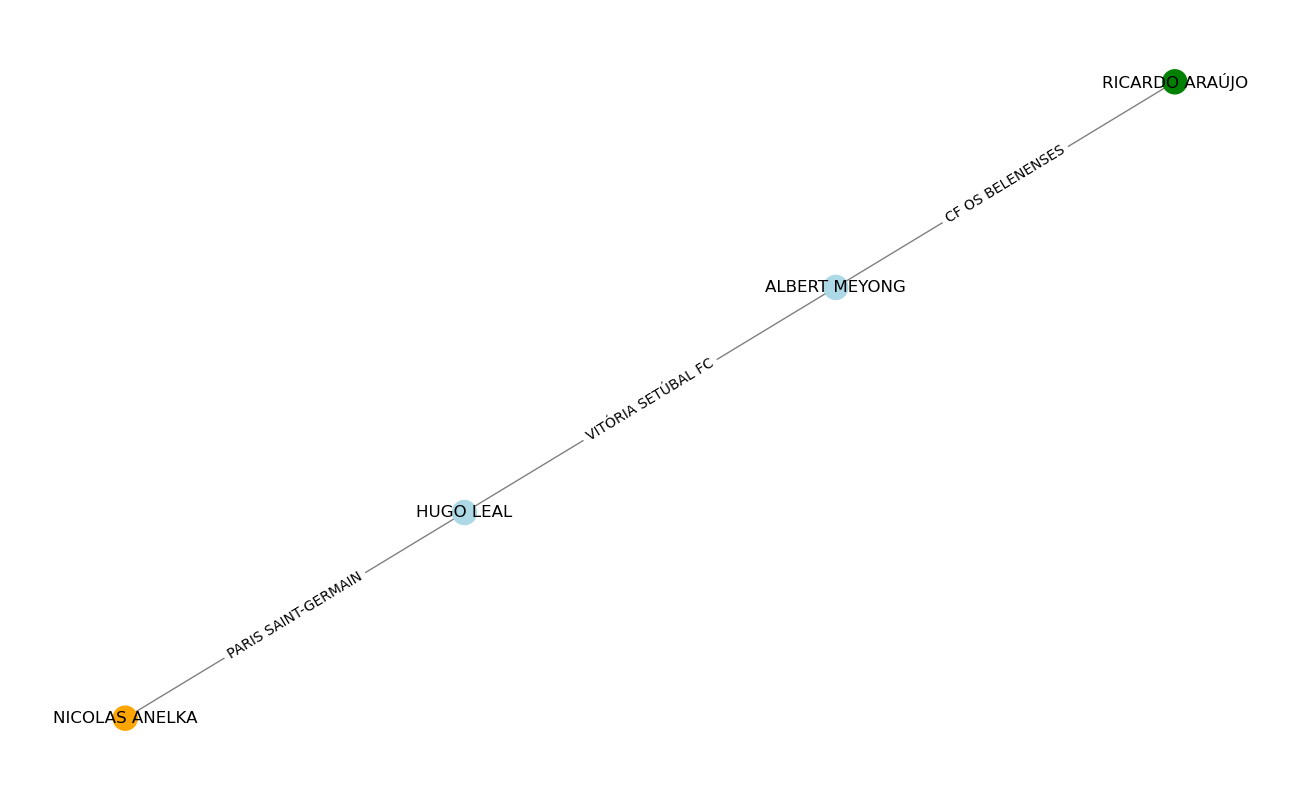 RICARDO ARAÚJO
CF OS BELENENSES
ALBERT MEYONG
VITÓRIA SETÚBAL FC
HUGO LEAL
PARIS SAINT-GERMAIN
NICOLAS ANELKA